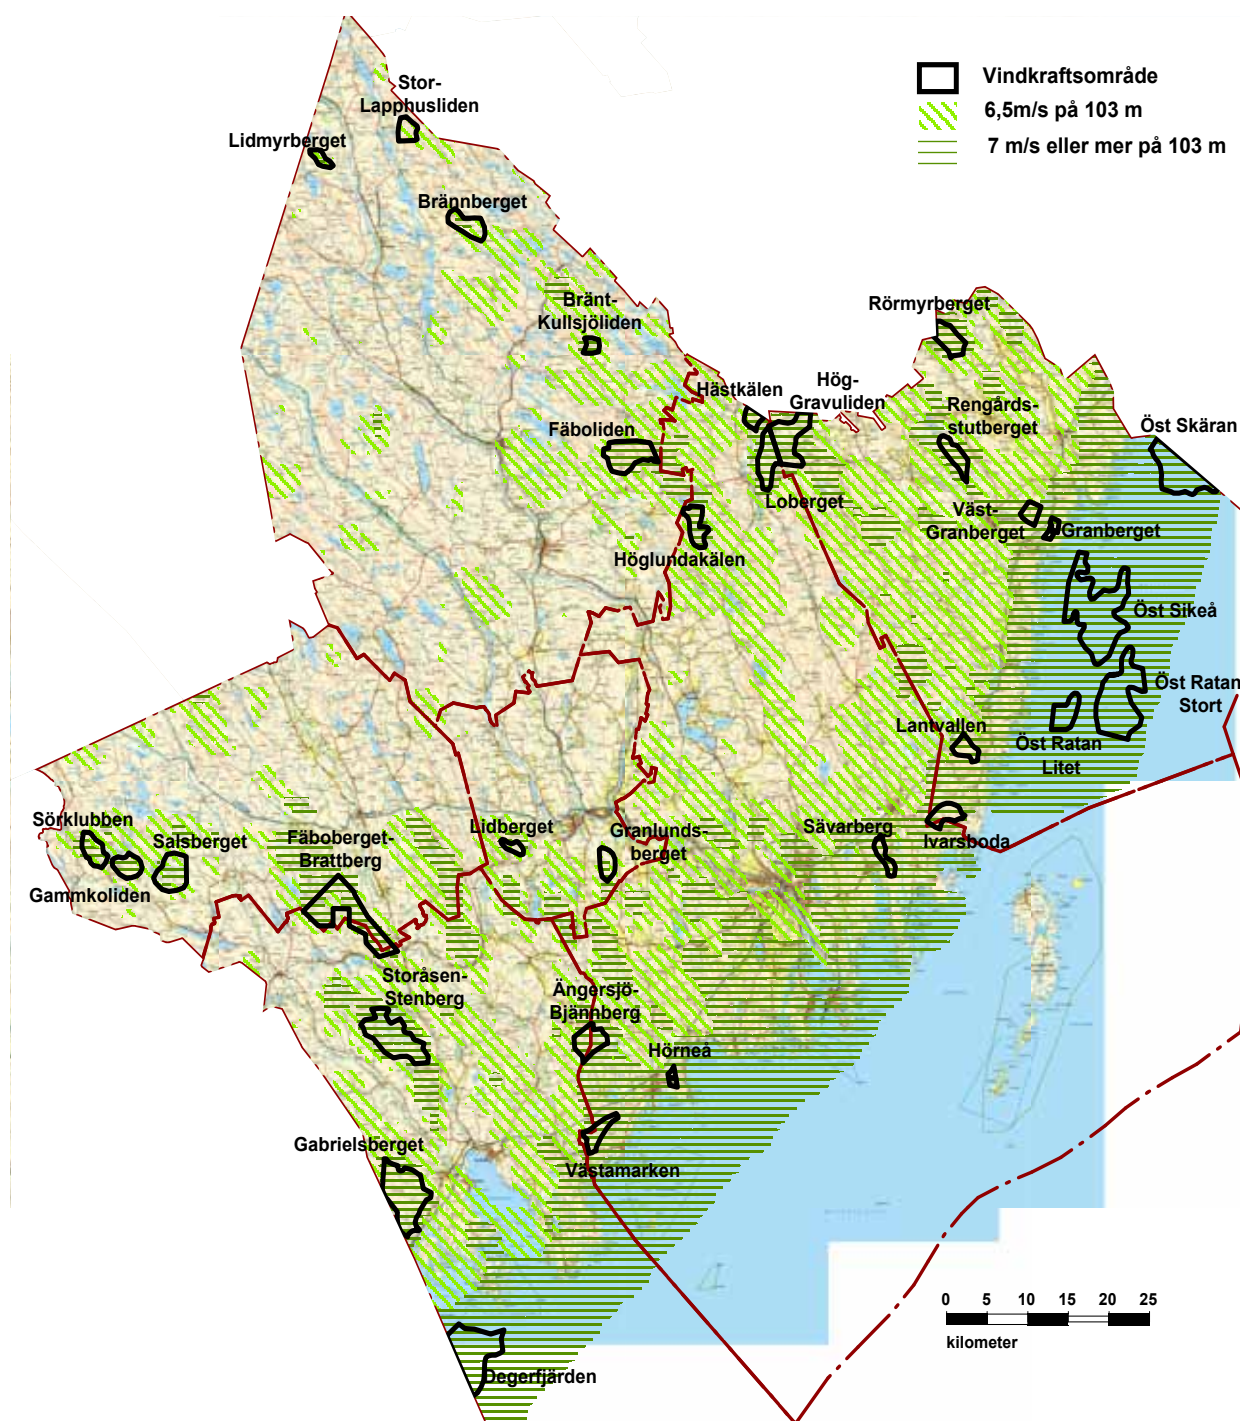 Vindkraftsområde
6,5m/s på 103 m
7 m/s eller mer på 103 m
Stor-
Lapphusliden
Lidmyrberget
Brännberget
Bränt-
Kullsjöliden
Rörmyrberget
Hästkälen
Hög-
Gravuliden
Rengårds-
stutberget
Öst Skäran
Fäboliden
Loberget
Väst-
Granberget
Granberget
Höglundakälen
Öst Sikeå
Öst Ratan
Stort
Lantvallen
Öst Ratan
Litet
Sörklubben
Salsberget
Fäboberget-
Brattberg
Lidberget
Granlunds-
berget
Sävarberg
Ivarsboda
Gammkoliden
Storåsen-
Stenberg
Ängersjö-
Bjännberg
Hörneå
Gabrielsberget
Västamarken
0 5 10 15 20 25
kilometer
Degerfjärden